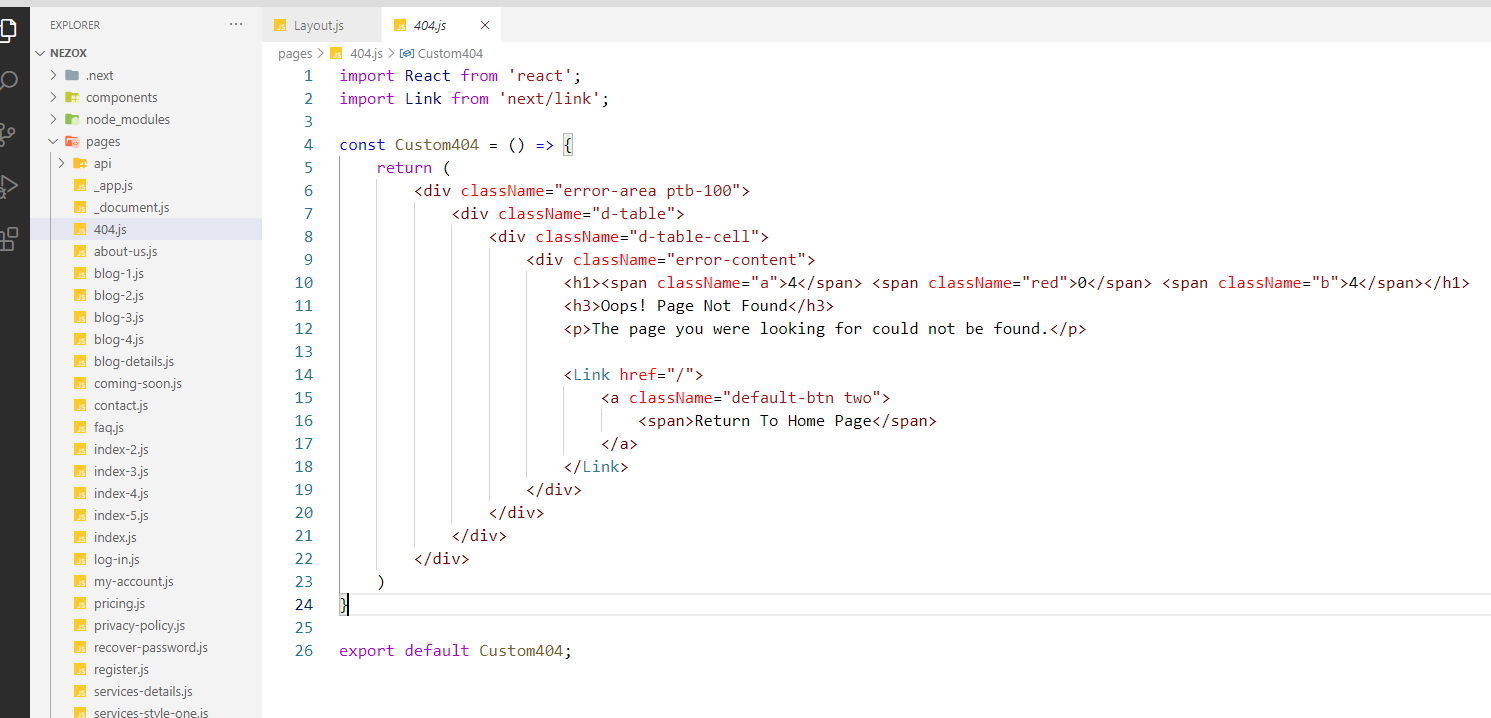 EXPLORER
NEZOX
.next
components
node_modules
pages
api
_app.js
_document.js
404.js
about-us.js
blog-1.js
blog-2.js
blog-3.js
blog-4.js
blog-details.js
coming-soon.js
contact.js
faq.js
index-2.js
index-3.js
index-4.js
index-5.js
index.js
log-in.js
my-account.js
pricing.js
privacy-policy.js
recover-password.js
register.js
services-details.js
services-style-one.js
Layout.js
404.js
pages > 404.js > Custom404
1 import React from 'react';
2 import Link from 'next/link';
3
4 const Custom404 = () => {
5 return (
6 <div className="error-area ptb-100">
7 <div className="d-table">
8 <div className="d-table-cell">
9 <div className="error-content">
10 <h1><span className="a">4</span> <span className="red">0</span> <span className="b">4</span></h1>
11 <h3>Oops! Page Not Found</h3>
12 <p>The page you were looking for could not be found.</p>
13
14 <Link href="/">
15 <a className="default-btn two">
16 <span>Return To Home Page</span>
17 </a>
18 </Link>
19 </div>
20 </div>
21 </div>
22 </div>
23 )
24 }
25
26 export default Custom404;